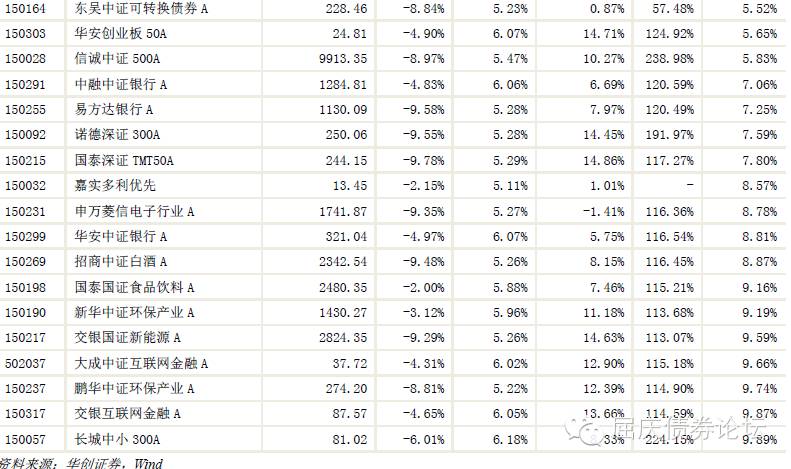 150164 东吴中证可转换债券 A 228.46 -8.84% 5.23% 0.87% 57.48% 5.52%
150303 华安创业板 50A 24.81 -4.90% 6.07% 14.71% 124.92% 5.65%
150028 信诚中证 500A 9913.35 -8.97% 5.47% 10.27% 238.98% 5.83%
150291 中融中证银行 A 1284.81 -4.83% 6.06% 6.69% 120.59% 7.06%
150255 易方达银行 A 1130.09 -9.58% 5.28% 7.97% 120.49% 7.25%
150092 诺德深证 300A 250.06 -9.55% 5.28% 14.45% 191.97% 7.59%
150215 国泰深证 TMT50A 244.15 -9.78% 5.29% 14.86% 117.27% 7.80%
150032 嘉实多利优先 13.45 -2.15% 5.11% 1.01% - 8.57%
150231 申万菱信电子行业 A 1741.87 -9.35% 5.27% -1.41% 116.36% 8.78%
150299 华安中证银行 A 321.04 -4.97% 6.07% 5.75% 116.54% 8.81%
150269 招商中证白酒 A 2342.54 -9.48% 5.26% 8.15% 116.45% 8.87%
150198 国泰国证食品饮料 A 2480.35 -2.00% 5.88% 7.46% 115.21% 9.16%
150190 新华中证环保产业 A 1430.27 -3.12% 5.96% 11.18% 113.68% 9.19%
150217 交银国证新能源 A 2824.35 -9.29% 5.26% 14.63% 113.07% 9.59%
502037 大成中证互联网金融 A 37.72 -4.31% 6.02% 12.90% 115.18% 9.66%
150237 鹏华中证环保产业 A 274.20 -8.81% 5.22% 12.39% 114.90% 9.74%
150317 交银互联网金融 A 87.57 -4.65% 6.05% 13.66% 114.59% 9.87%
150057 长城中小 300A 81.02 -6.01% 6.18% 33% 224.15% 9.89%
屈庆债券论坛
资料来源：华创证券，Wind